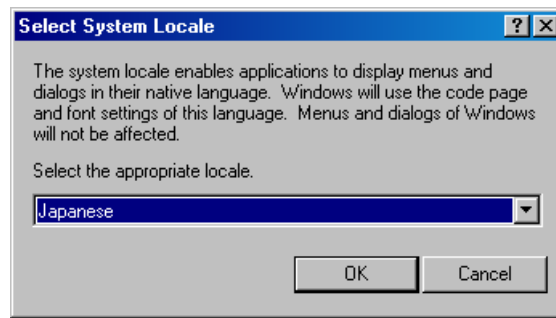 Select System Locale
The system locale enables applications to display menus and
dialogs in their native language. Windows will use the code page
and font settings of this language. Menus and dialogs of Windows
will not be affected.
Select the appropriate locale.
Japanese
OK Cancel